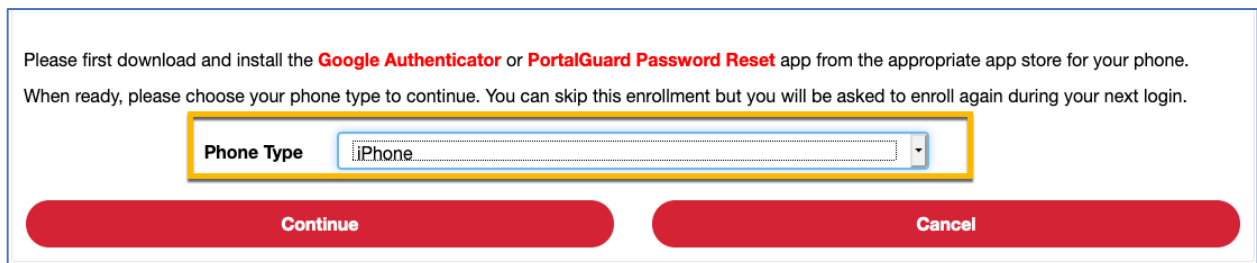 Please first download and install the Google Authenticator or PortalGuard Password Reset app from the appropriate app store for your phone.
When ready, please choose your phone type to continue. You can skip this enrollment but you will be asked to enroll again during your next login.
Phone Type iPhone
Continue Cancel